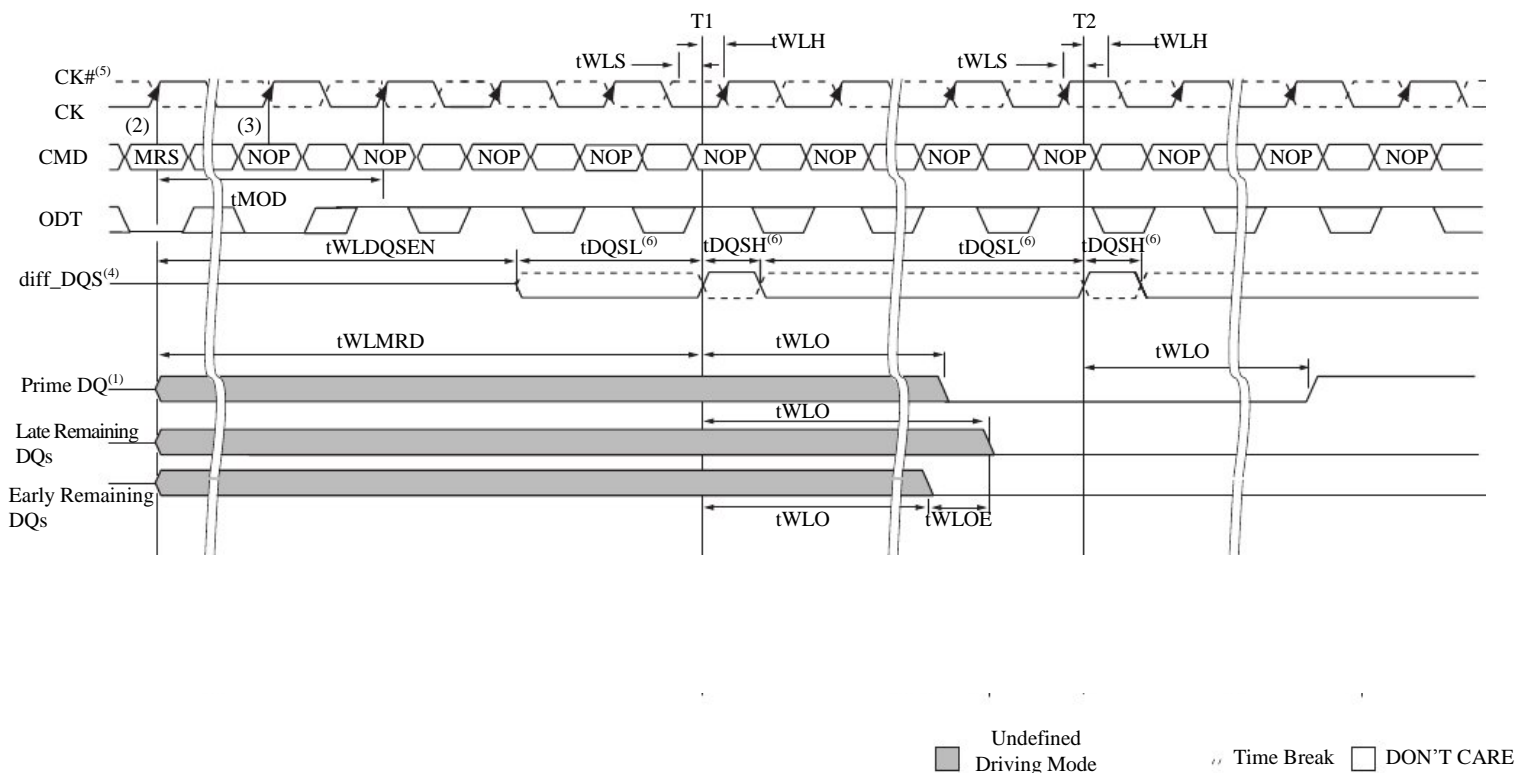 T1
T2
tWLS
tWLH
tWLS
tWLH
CK#(5)
CK
(2)
(3)
CMD
MRS
NOP
NOP
NOP
NOP
NOP
NOP
NOP
NOP
NOP
NOP
NOP
tMOD
ODT
tWLDQSEN
tDQSL(6)
tDQSH(6)
tDQSL(6)
tDQSH(6)
diff_DQS(4)
tWLMRD
tWLO
tWLO
Prime DQ(1)
tWLO
Late Remaining
DQs
Early Remaining
DQs
tWLO
tWLOE
Undefined
Driving Mode
Time Break
DON'T CARE